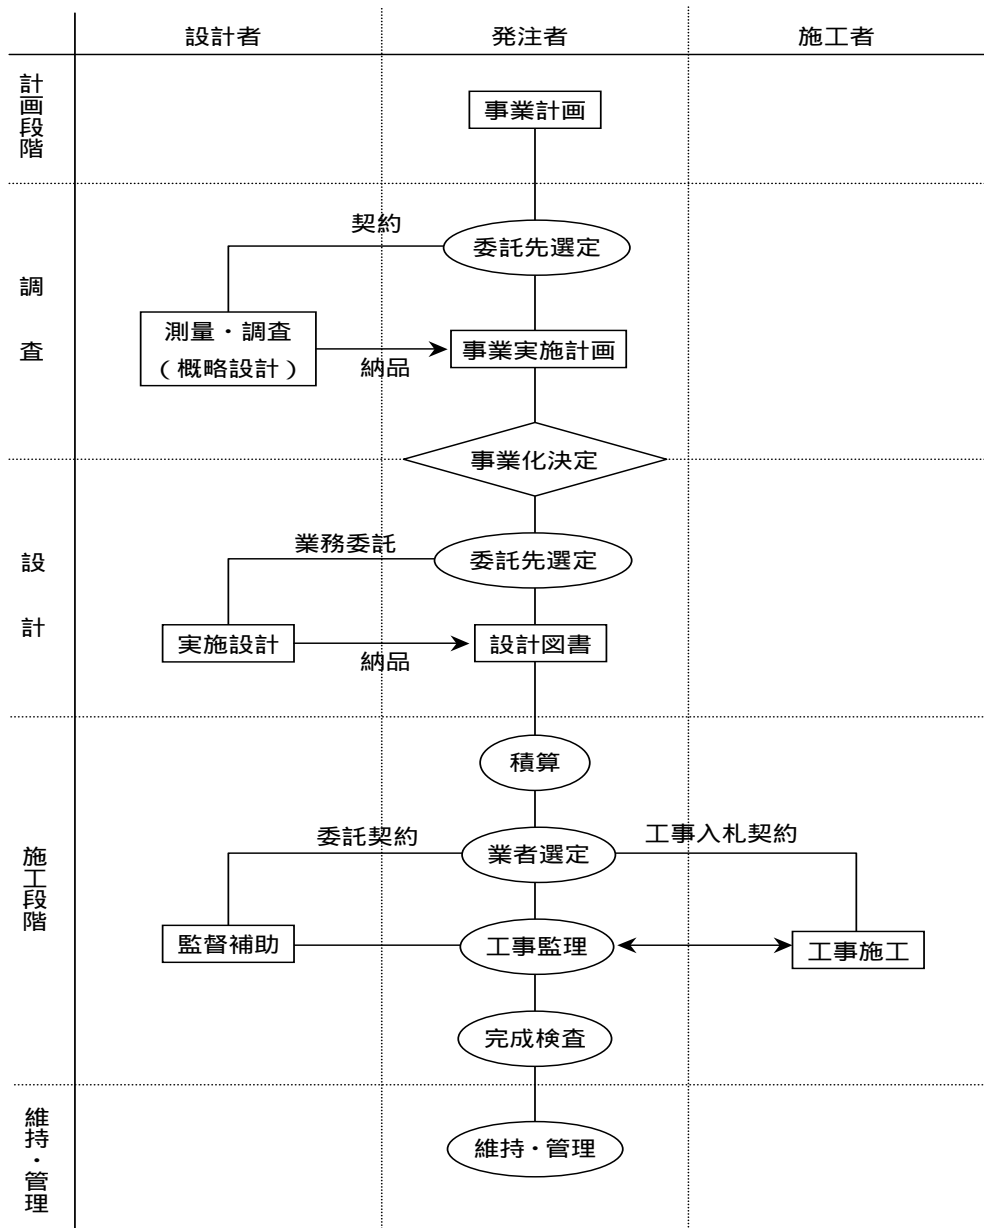 設計者
発注者
施工者
計画段階
事業計画
契約
委託先選定
調査
測量・調査
(概略設計)
納品
事業実施計画
事業化決定
設計
業務委託
委託先選定
実施設計
納品
設計図書
積算
施工段階
委託契約
業者選定
工事入札契約
監督補助
工事監理
工事施工
完成検査
維持・管理
維持・管理